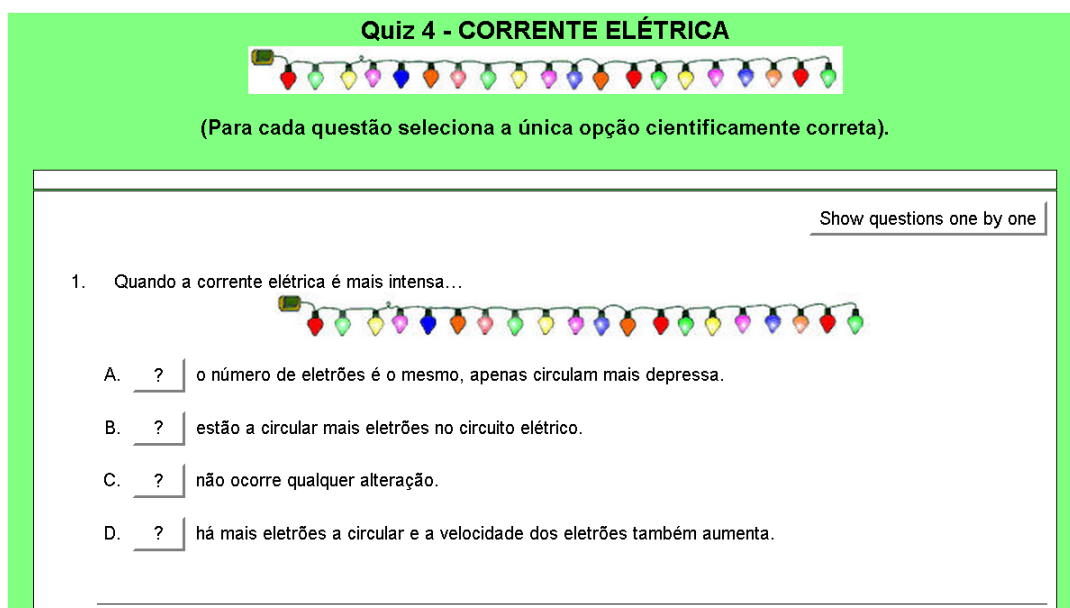 Quiz 4 - CORRENTE ELÉTRICA
(Para cada questão seleciona a única opção cientificamente correta).
Show questions one by one
1. Quando a corrente elétrica é mais intensa…
A. ? o número de eletrões é o mesmo, apenas circulam mais depressa.
B. ? estão a circular mais eletrões no circuito elétrico.
C. ? não ocorre qualquer alteração.
D. ? há mais eletrões a circular e a velocidade dos eletrões também aumenta.